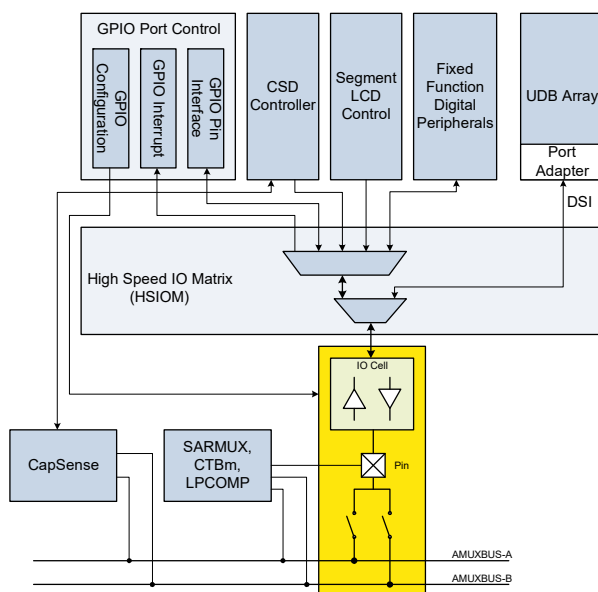 GPIO Port Control
GPIO
Configuration
GPIO Interrupt
GPIO Pin
Interface
CSD
Controller
Segment
LCD
Control
Fixed
Function
Digital
Peripherals
UDB Array
Port
Adapter
DSI
High Speed IO Matrix
(HSIOM)
IO Cell
CapSense
SARMUX,
CTBm,
LPCOMP
Pin
AMUXBUS-A
AMUXBUS-B